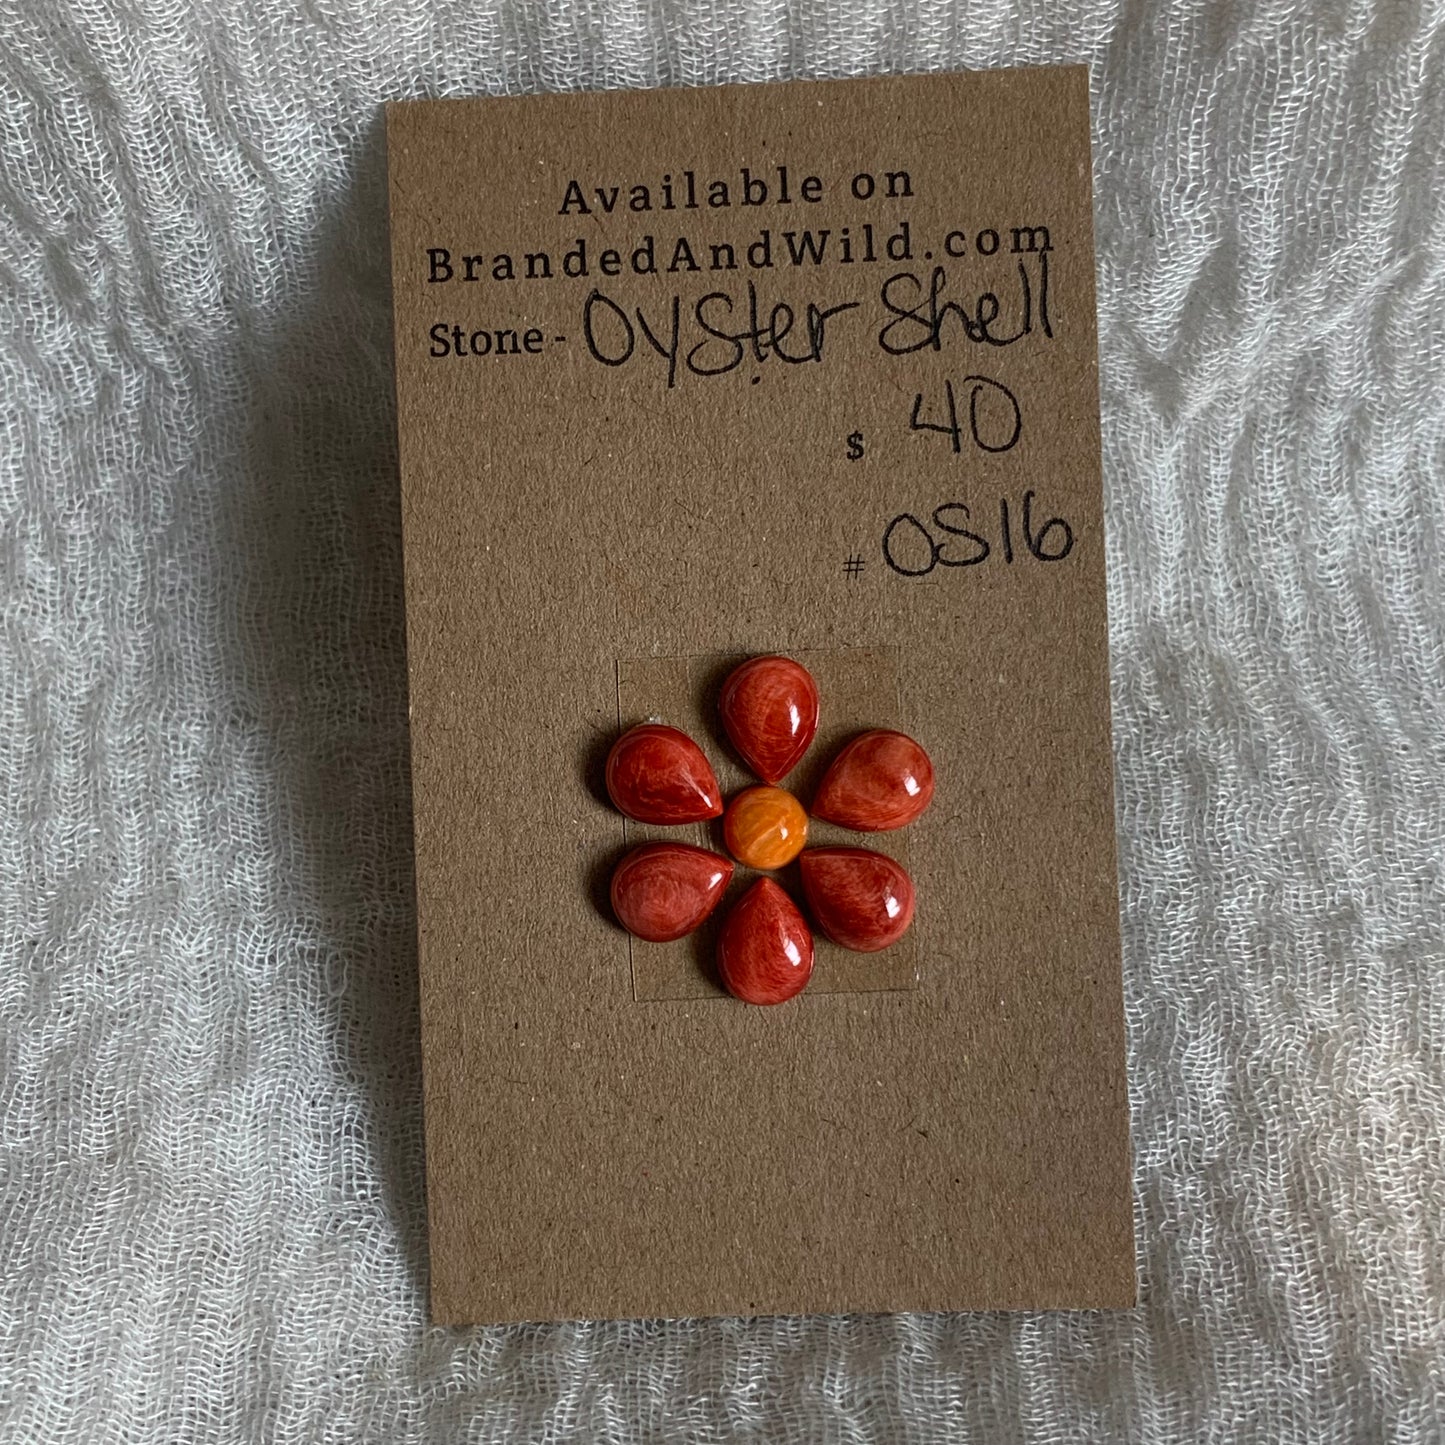 Available on
BrandedAndWild.com
Stone - Oyster Shell
$ 40
# OS16